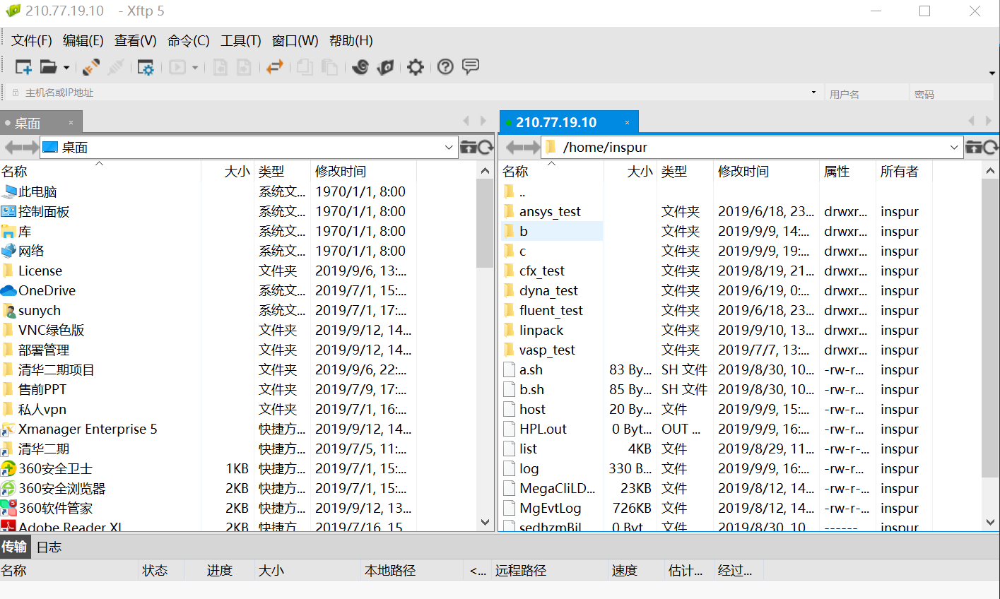 210.77.19.10 - Xftp 5
文件(F) 编辑(E) 查看(V) 命令(C) 工具(T) 窗口(W) 帮助(H)
主机名或IP地址 用户名 密码
桌面 × 210.77.19.10 ×
桌面 /home/inspur
名称 大小 类型 修改时间
此电脑 系统文... 1970/1/1, 8:00
控制面板 系统文... 1970/1/1, 8:00
库 系统文... 1970/1/1, 8:00
网络 系统文... 1970/1/1, 8:00
License 文件夹 2019/9/6, 13:...
OneDrive 系统文... 2019/7/1, 15:...
sunych 系统文... 2019/7/1, 17:...
VNC绿色版 文件夹 2019/9/12, 14...
部署管理 文件夹 2019/9/12, 14...
清华二期项目 文件夹 2019/9/6, 22:...
售前PPT 文件夹 2019/7/9, 17:...
私人vpn 文件夹 2019/7/1, 16:...
Xmanager Enterprise 5 快捷方... 2019/9/12, 14...
清华二期 快捷方... 2019/7/5, 11:...
360安全卫士 1KB 快捷方... 2019/7/1, 15:...
360安全浏览器 2KB 快捷方... 2019/7/1, 15:...
360软件管家 2KB 快捷方... 2019/9/12, 13...
Adobe Reader XI 2KB 快捷方... 2019/7/16, 15
名称 大小 类型 修改时间 属性 所有者
..
ansys_test 文件夹 2019/6/18, 23... drwxr... inspur
b 文件夹 2019/9/9, 14:... drwxr... inspur
c 文件夹 2019/9/9, 19:... drwxr... inspur
cfx_test 文件夹 2019/8/19, 21... drwxr... inspur
dyna_test 文件夹 2019/6/19, 0:... drwxr... inspur
fluent_test 文件夹 2019/6/18, 23... drwxr... inspur
linpack 文件夹 2019/9/10, 13... drwxr... inspur
vasp_test 文件夹 2019/7/7, 13:... drwxr... inspur
a.sh 83 By... SH 文件 2019/8/30, 10... -rw-r... inspur
b.sh 85 By... SH 文件 2019/8/30, 10... -rw-r... inspur
host 20 By... 文件 2019/9/9, 15:... -rw-r... inspur
HPL.out 0 Byt... OUT ... 2019/9/9, 16:... -rw-r... inspur
list 4KB 文件 2019/8/29, 11... -rw-r-... inspur
log 330 B... 文件 2019/9/9, 16:... -rw-r... inspur
MegaCliLD... 23KB 文件 2019/8/12, 14... -rw-r-... inspur
MgEvtLog 726KB 文件 2019/8/12, 14... -rw-r-... inspur
0 Byt 文件 2019/8/30, 10 ------ inspur
传输 日志
名称 状态 进度 大小 本地路径 <... 远程路径 速度 估计... 经过...